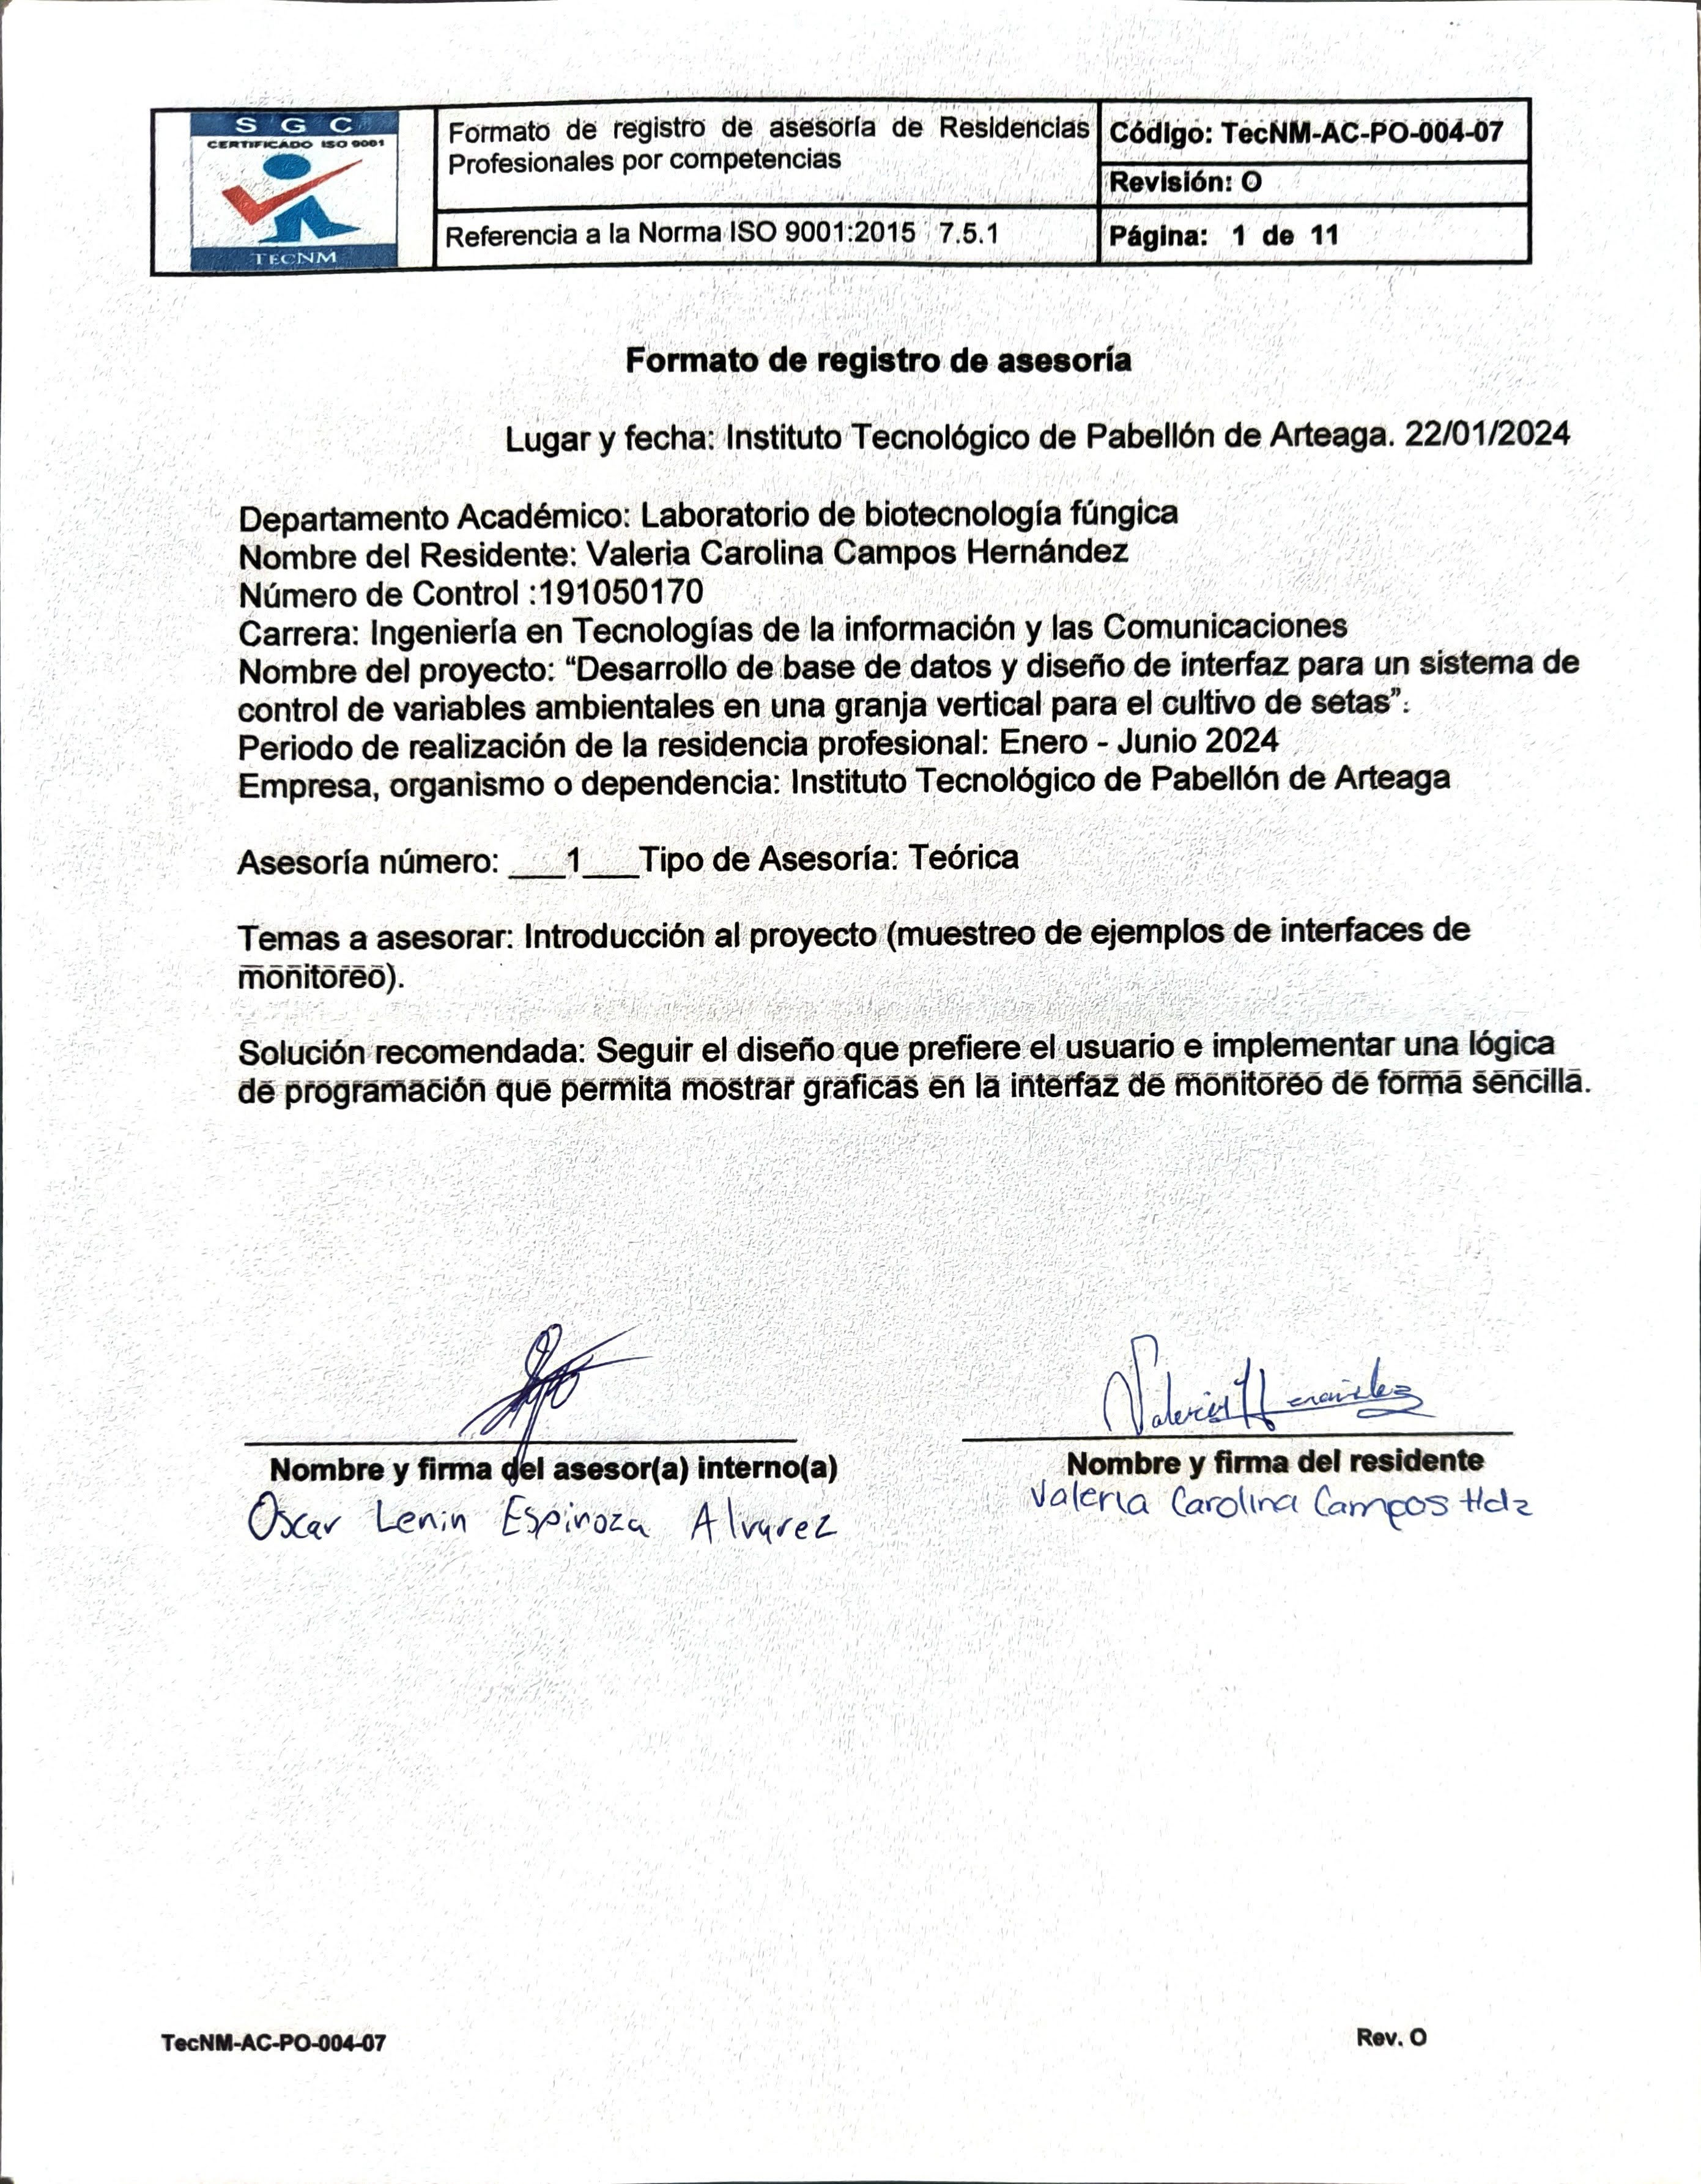 S G C
CERTIFICADO ISO 9001
TECNM
Formato de registro de asesoría de Residencias
Profesionales por competencias
Referencia a la Norma ISO 9001:2015 7.5.1
Código: TecNM-AC-PO-004-07
Revisión: O
Página: 1 de 11
Formato de registro de asesoría
Lugar y fecha: Instituto Tecnológico de Pabellón de Arteaga. 22/01/2024
Departamento Académico: Laboratorio de biotecnología fúngica
Nombre del Residente: Valeria Carolina Campos Hernández
Número de Control :191050170
Carrera: Ingeniería en Tecnologías de la información y las Comunicaciones
Nombre del proyecto: “Desarrollo de base de datos y diseño de interfaz para un sistema de
control de variables ambientales en una granja vertical para el cultivo de setas”.
Periodo de realización de la residencia profesional: Enero - Junio 2024
Empresa, organismo o dependencia: Instituto Tecnológico de Pabellón de Arteaga
Asesoría número: ___1___Tipo de Asesoría: Teórica
Temas a asesorar: Introducción al proyecto (muestreo de ejemplos de interfaces de
monitoreo).
Solución recomendada: Seguir el diseño que prefiere el usuario e implementar una lógica
de programación que permita mostrar gráficas en la interfaz de monitoreo de forma sencilla.
Valeria Hernández
Nombre y firma del asesor(a) interno(a)
Oscar Lenin Espinoza Alvarez
Nombre y firma del residente
Valeria Carolina Campos Hdz
TecNM-AC-PO-004-07
Rev. O